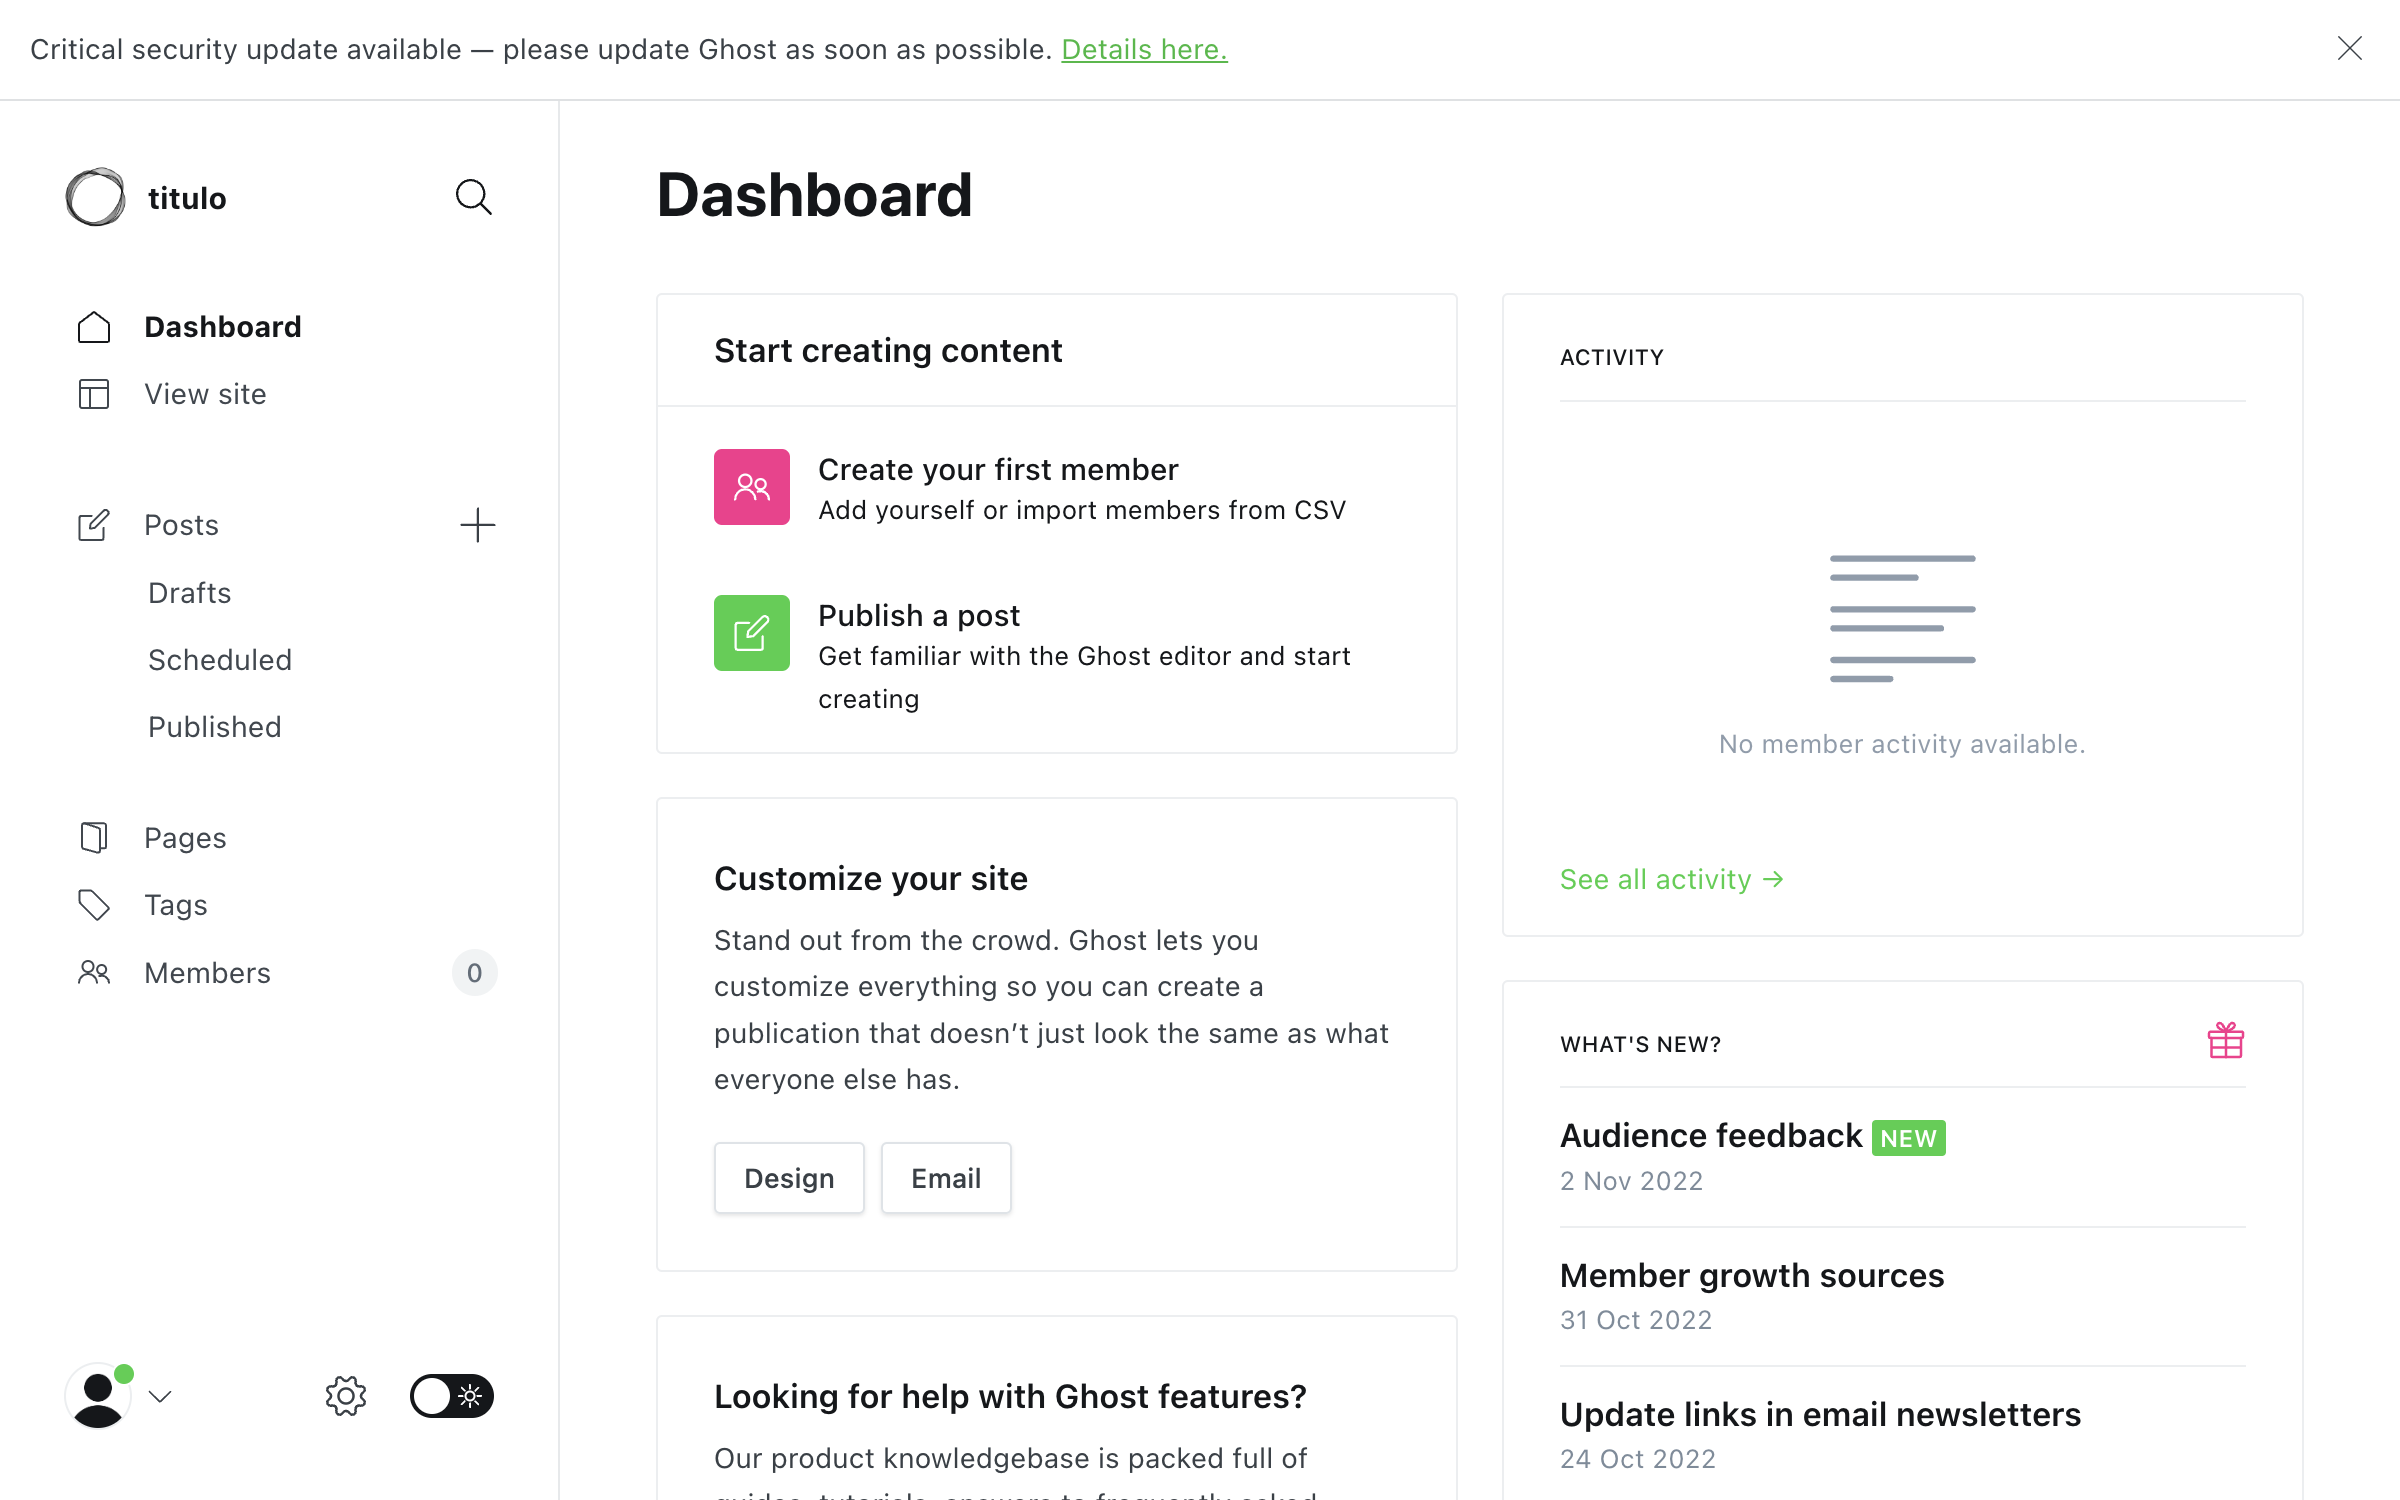 Critical security update available — please update Ghost as soon as possible. Details here.
titulo
Dashboard
View site
Posts
Drafts
Scheduled
Published
Pages
Tags
Members
0
Dashboard
Start creating content
Create your first member
Add yourself or import members from CSV
Publish a post
Get familiar with the Ghost editor and start
creating
Customize your site
Stand out from the crowd. Ghost lets you
customize everything so you can create a
publication that doesn’t just look the same as what
everyone else has.
Design
Email
Looking for help with Ghost features?
Our product knowledgebase is packed full of
guides, tutorials, answers to frequently asked
ACTIVITY
No member activity available.
See all activity →
WHAT'S NEW?
Audience feedback NEW
2 Nov 2022
Member growth sources
31 Oct 2022
Update links in email newsletters
24 Oct 2022